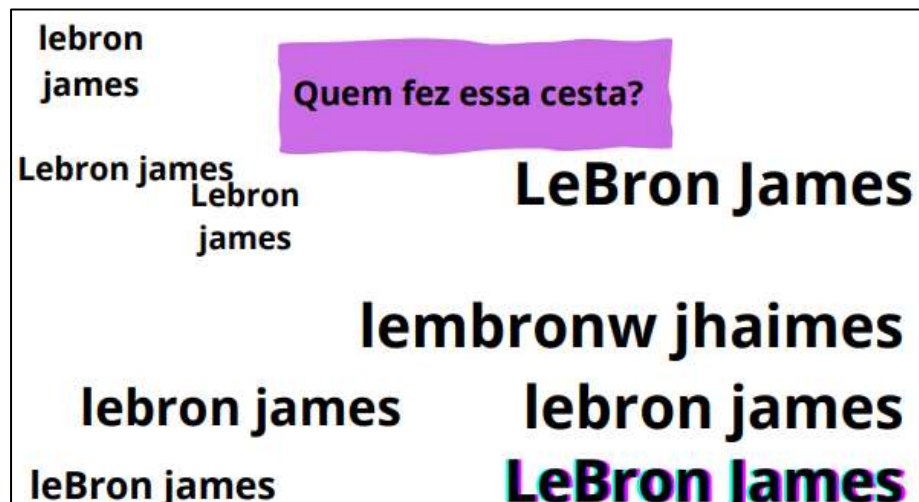 lebron
james
Quem fez essa cesta?
Lebron james
Lebron
james
LeBron James
lembronw jhaimes
lebron james
lebron james
leBron james
LeBron James